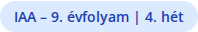 IAA – 9. évfolyam | 4. hét